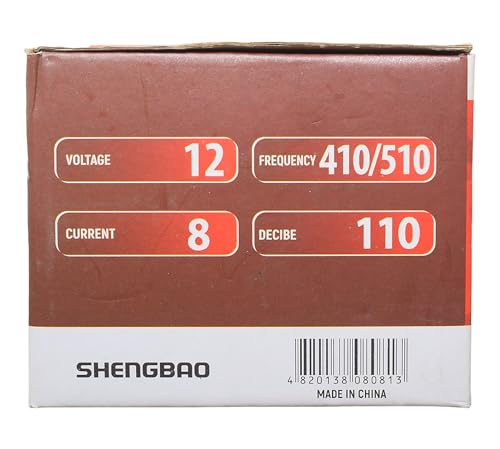 VOLTAGE 12
FREQUENCY 410/510
CURRENT 8
DECIBE 110
SHENGBAO
4 820138 080813
MADE IN CHINA